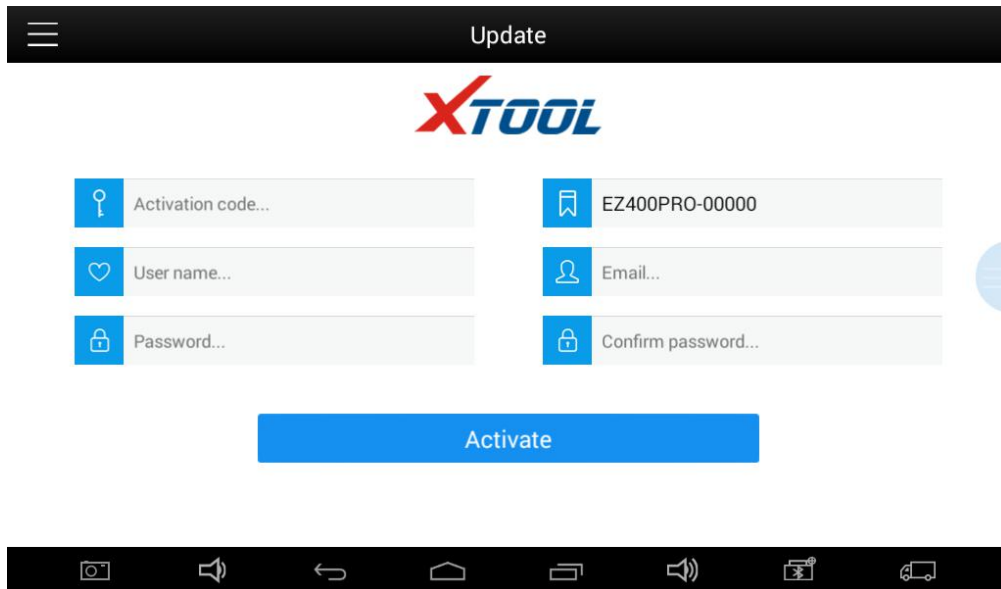 Update
XTOOL
Activation code...
EZ400PRO-00000
User name...
Email...
Password...
Confirm password...
Activate